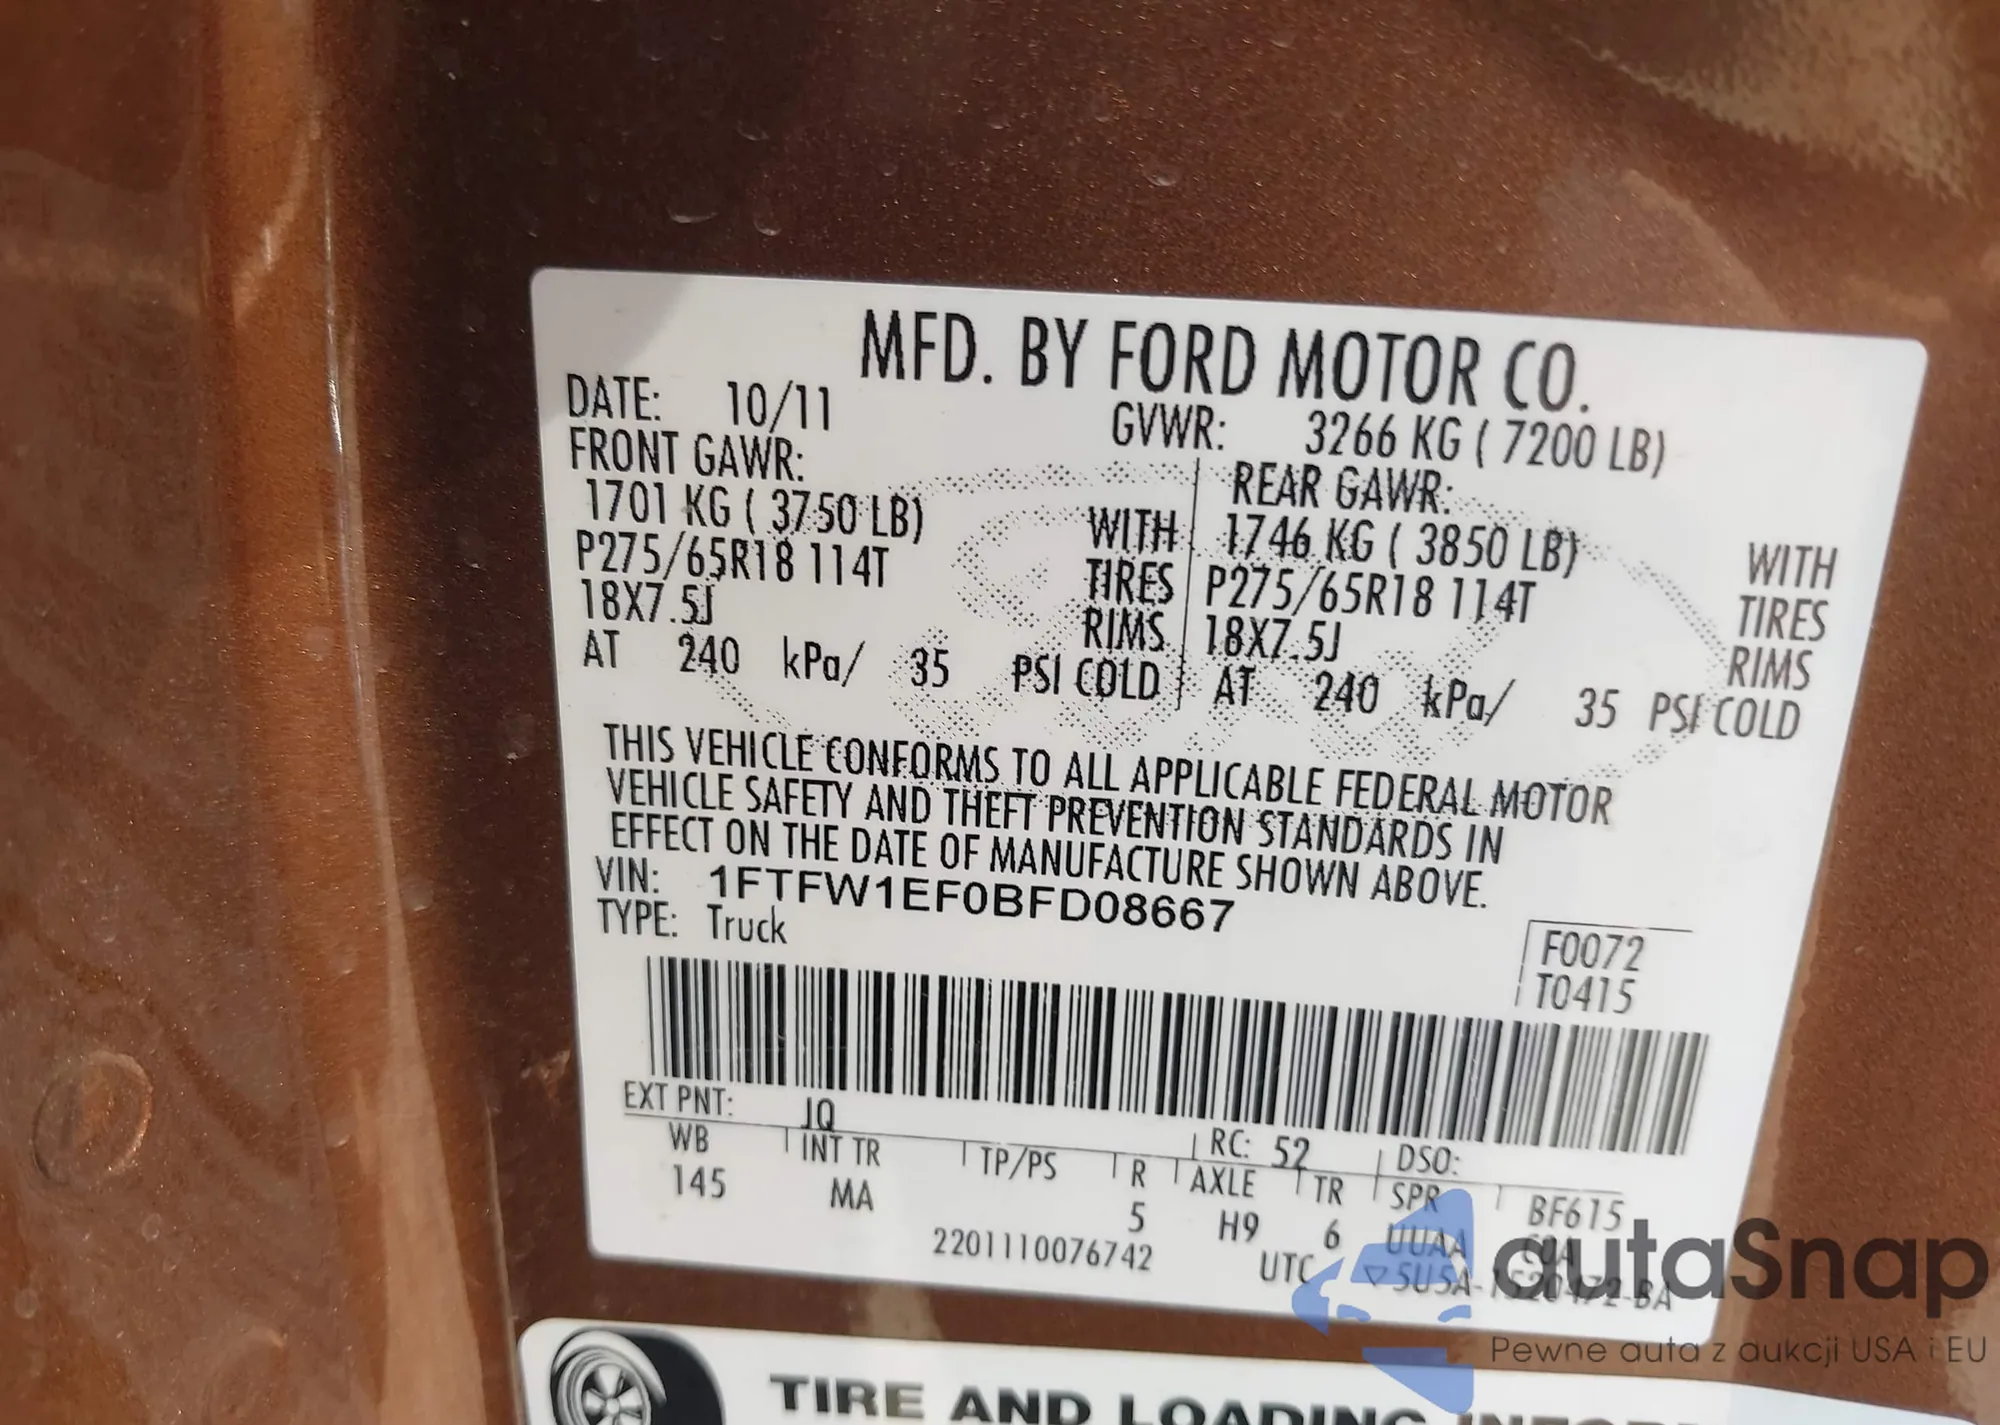 MFD. BY FORD MOTOR CO.
DATE: 10/11 GVWR: 3266 KG ( 7200 LB)
FRONT GAWR: REAR GAWR:
1701 KG ( 3750 LB) WITH 1746 KG ( 3850 LB) WITH
P275/65R18 114T TIRES P275/65R18 114T TIRES
18X7.5J RIMS 18X7.5J RIMS
AT 240 kPa/ 35 PSI COLD AT 240 kPa/ 35 PSI COLD
THIS VEHICLE CONFORMS TO ALL APPLICABLE FEDERAL MOTOR
VEHICLE SAFETY AND THEFT PREVENTION STANDARDS IN
EFFECT ON THE DATE OF MANUFACTURE SHOWN ABOVE.
VIN: 1FTFW1EF0BFD08667
TYPE: Truck
F0072
T0415
EXT PNT: JQ RC: 52 DSO:
WB INT TR TP/PS R AXLE TR SPR BF615
145 MA 5 H9 6 UUAA
2201110076742 UTC ▽5U5A-1520472-BA
autaSnap
Pewne auta z aukcji USA i EU
TIRE AND LOADING